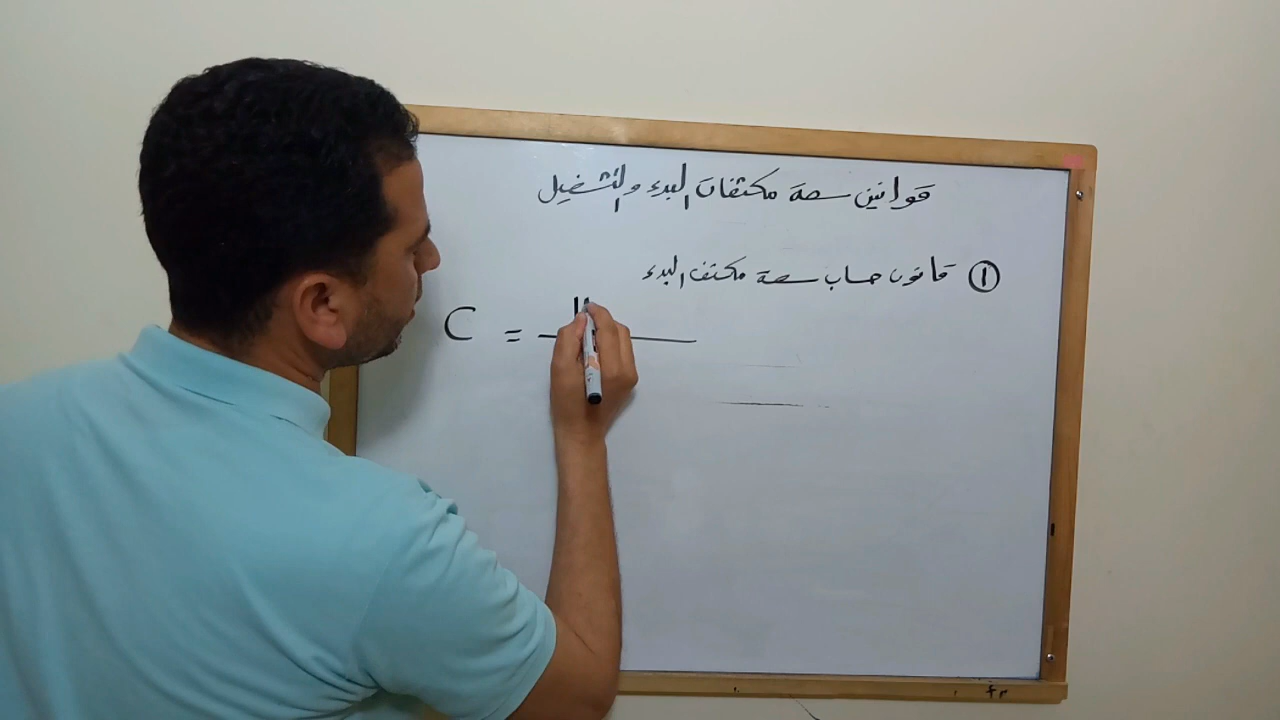 قوانين سعة مكثفات البدء والتشغيل
① قانون حساب سعة مكثف البدء
C =